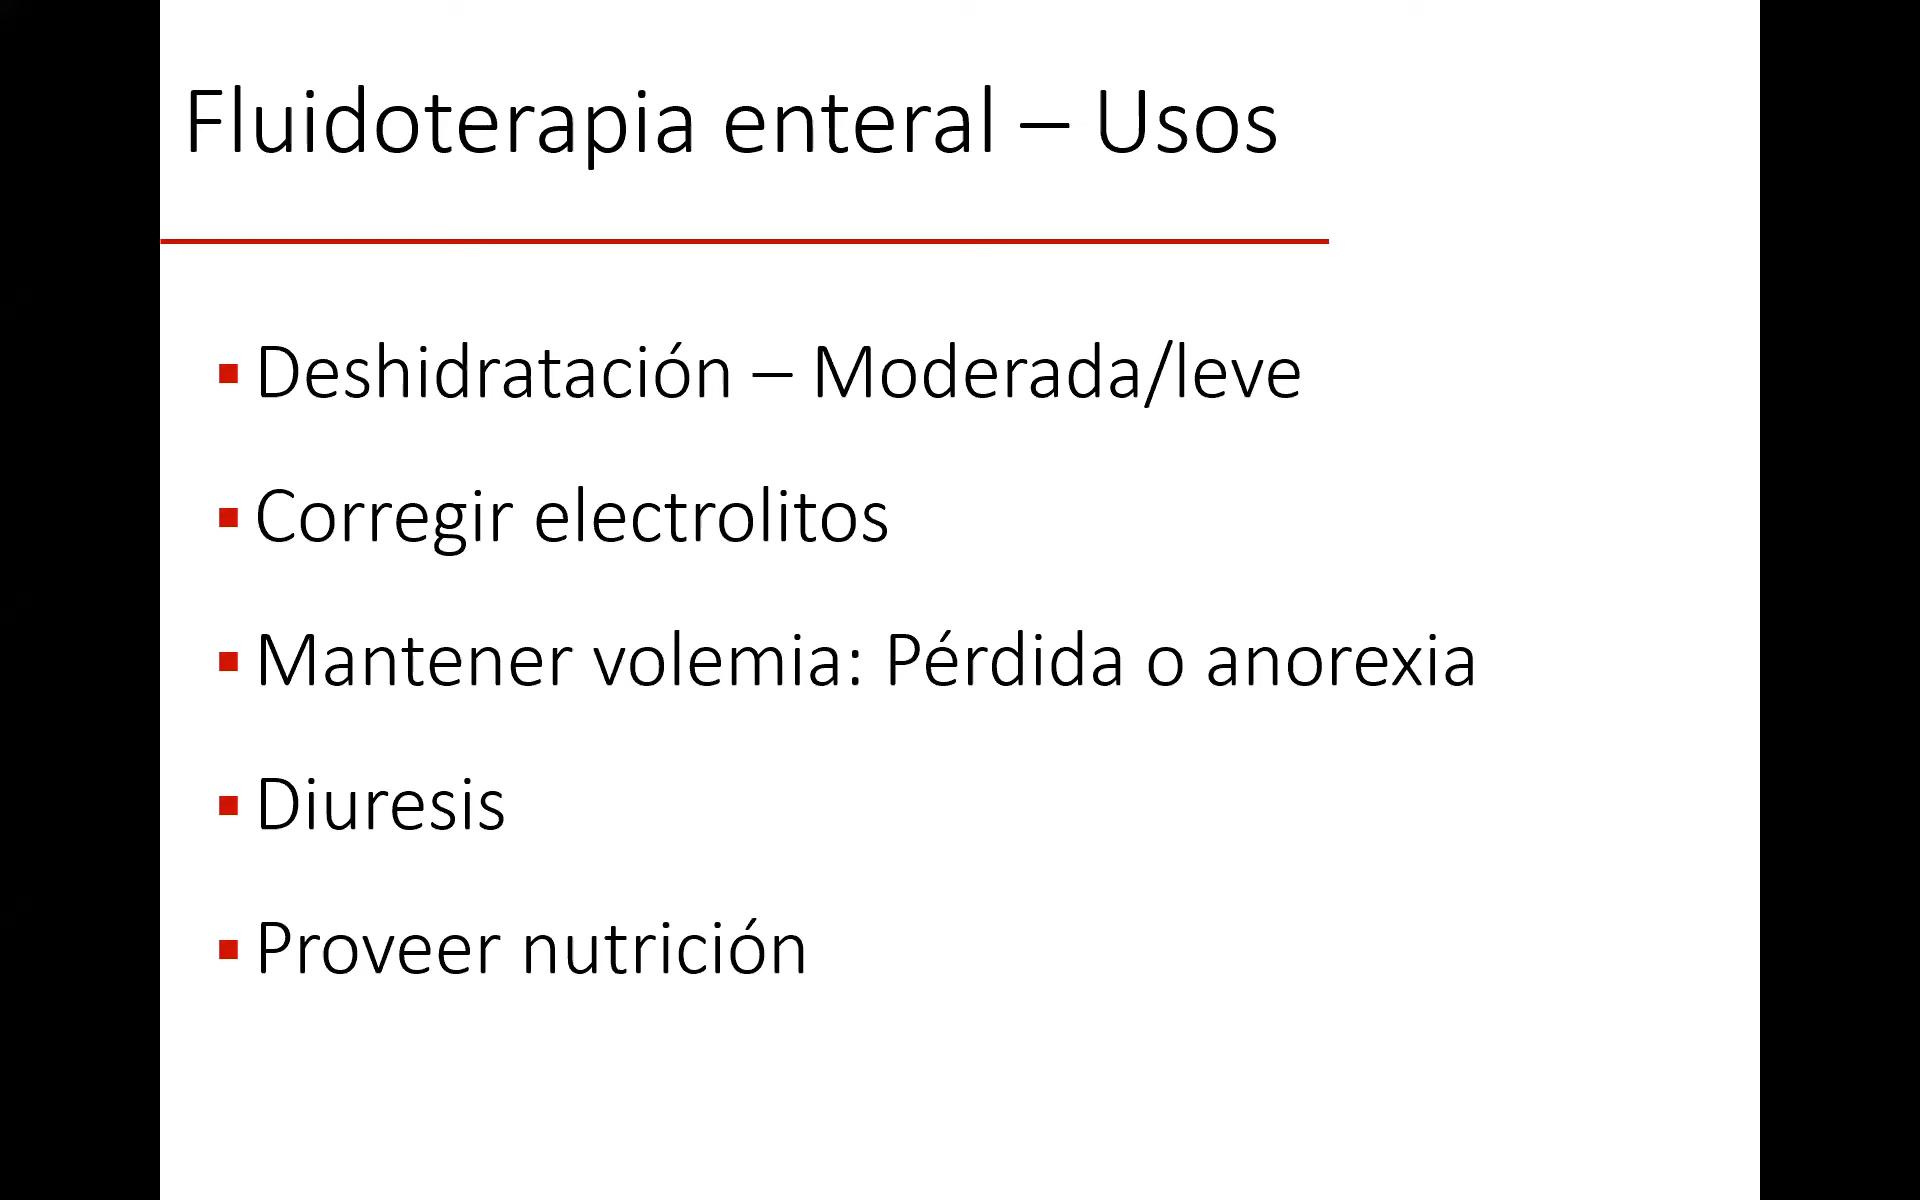 Fluidoterapia enteral – Usos
▪ Deshidratación – Moderada/leve
▪ Corregir electrolitos
▪ Mantener volemia: Pérdida o anorexia
▪ Diuresis
▪ Proveer nutrición